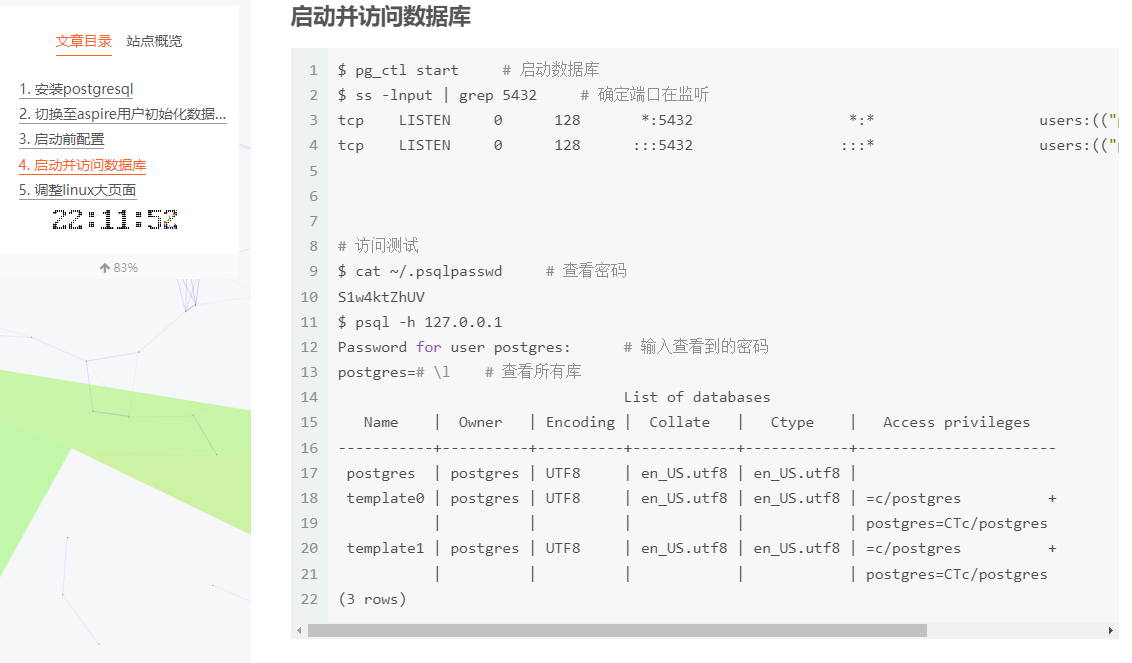 文章目录 站点概览
1. 安装postgresql
2. 切换至aspire用户初始化数据...
3. 启动前配置
4. 启动并访问数据库
5. 调整linux大页面
22:11:52
83%
启动并访问数据库
1 $ pg_ctl start # 启动数据库
2 $ ss -lnput | grep 5432 # 确定端口在监听
3 tcp LISTEN 0 128 *:5432 *:* users:(("
4 tcp LISTEN 0 128 :::5432 :::* users:(("
5
6
7
8 # 访问测试
9 $ cat ~/.psqlpasswd # 查看密码
10 S1w4ktZhUV
11 $ psql -h 127.0.0.1
12 Password for user postgres: # 输入查看到的密码
13 postgres=# \l # 查看所有库
14 List of databases
15 Name | Owner | Encoding | Collate | Ctype | Access privileges
16 -----------+----------+----------+------------+------------+-----------------------
17 postgres | postgres | UTF8 | en_US.utf8 | en_US.utf8 |
18 template0 | postgres | UTF8 | en_US.utf8 | en_US.utf8 | =c/postgres +
19 | | | | | postgres=CTc/postgres
20 template1 | postgres | UTF8 | en_US.utf8 | en_US.utf8 | =c/postgres +
21 | | | | | postgres=CTc/postgres
22 (3 rows)